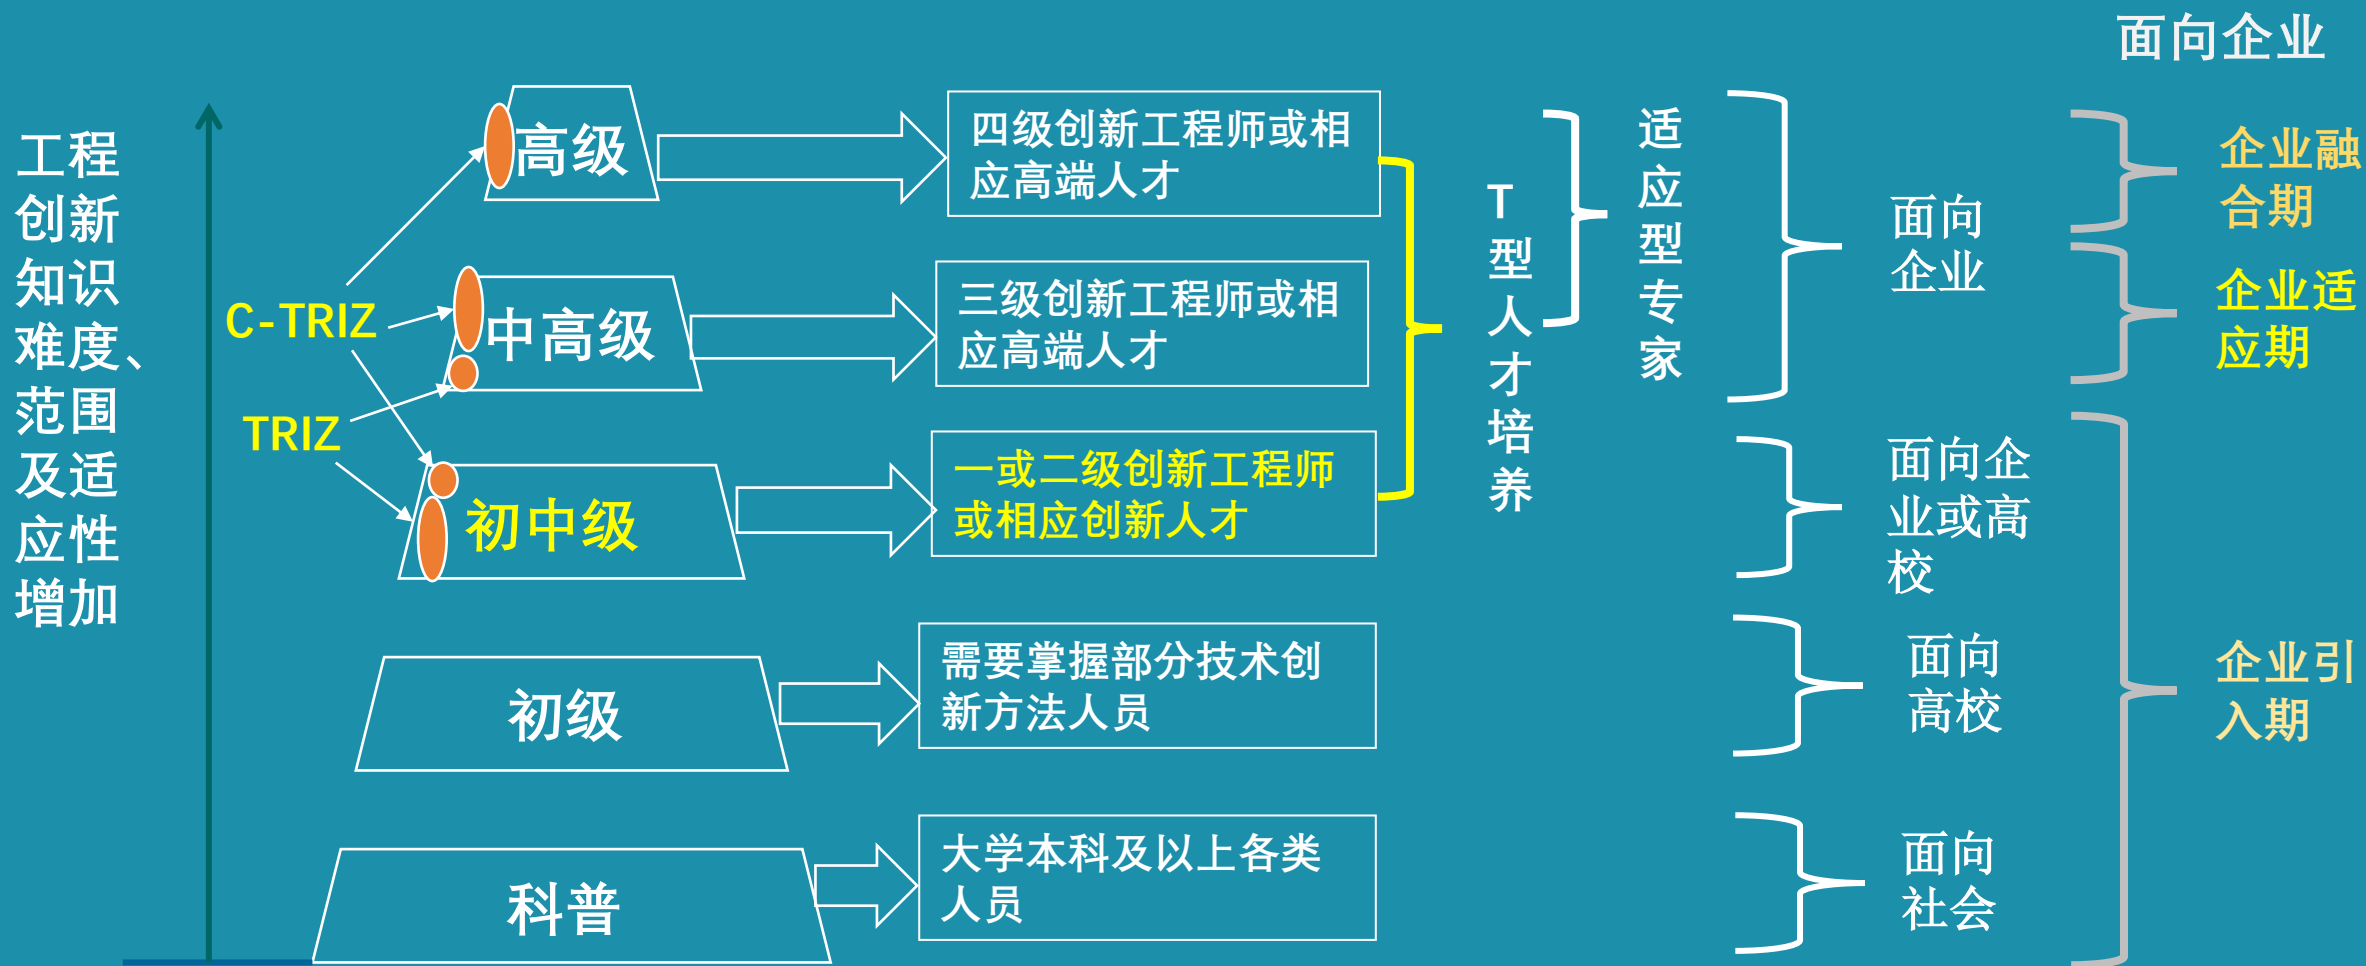 面向企业
工程
创新
知识
难度、
范围
及适
应性
增加
C-TRIZ
TRIZ
高级
中高级
初中级
初级
科普
四级创新工程师或相
应高端人才
三级创新工程师或相
应高端人才
一或二级创新工程师
或相应创新人才
需要掌握部分技术创
新方法人员
大学本科及以上各类
人员
T
型
人
才
培
养
适
应
型
专
家
面向
企业
面向企
业或高
校
面向
高校
面向
社会
企业融
合期
企业适
应期
企业引
入期